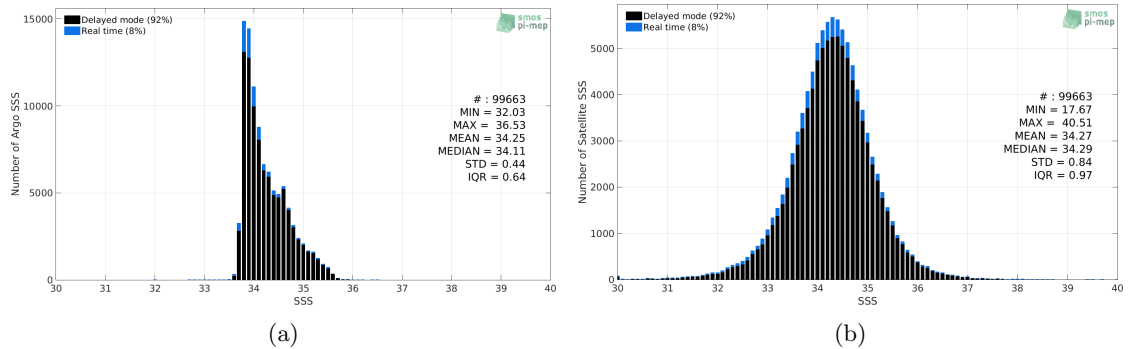 Delayed mode (92%)
Real time (8%)
smos
pi-mep
Number of Argo SSS
15000
10000
5000
0
# : 99663
MIN = 32.03
MAX = 36.53
MEAN = 34.25
MEDIAN = 34.11
STD = 0.44
IQR = 0.64
30 31 32 33 34 35 36 37 38 39 40
SSS
(a)
Delayed mode (92%)
Real time (8%)
smos
pi-mep
Number of Satellite SSS
5000
4000
3000
2000
1000
0
# : 99663
MIN = 17.67
MAX = 40.51
MEAN = 34.27
MEDIAN = 34.29
STD = 0.84
IQR = 0.97
30 31 32 33 34 35 36 37 38 39 40
SSS
(b)